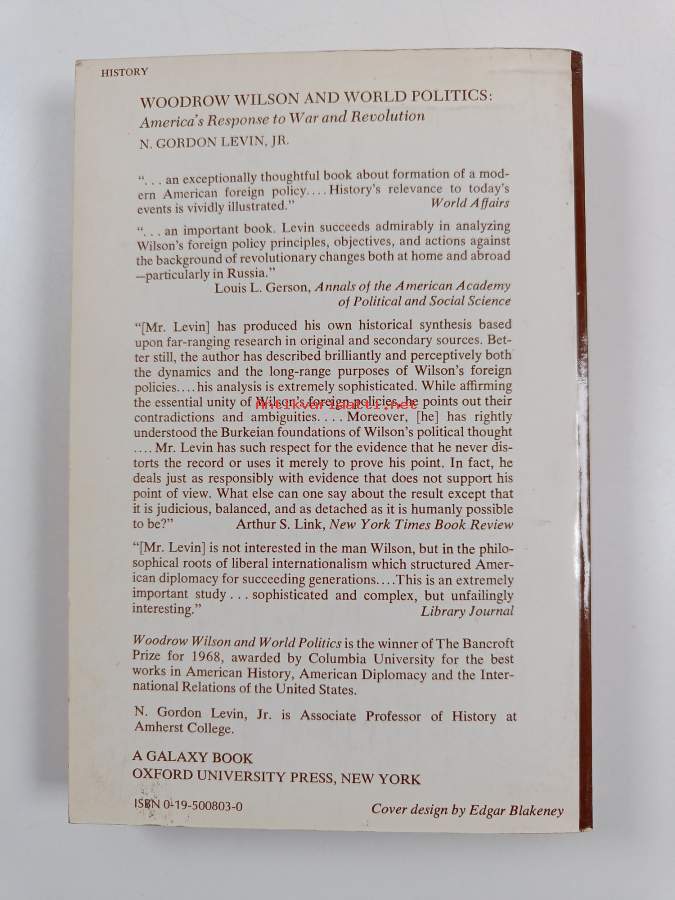 HISTORY
WOODROW WILSON AND WORLD POLITICS:
America's Response to War and Revolution
N. GORDON LEVIN, JR.
“. . . an exceptionally thoughtful book about formation of a mod-
ern American foreign policy.... History's relevance to today's
events is vividly illustrated.” World Affairs
“. . . an important book. Levin succeeds admirably in analyzing
Wilson's foreign policy principles, objectives, and actions against
the background of revolutionary changes both at home and abroad
—particularly in Russia.”
Louis L. Gerson, Annals of the American Academy
of Political and Social Science
“[Mr. Levin] has produced his own historical synthesis based
upon far-ranging research in original and secondary sources. Bet-
ter still, the author has described brilliantly and perceptively both
the dynamics and the long-range purposes of Wilson's foreign
policies.... his analysis is extremely sophisticated. While affirming
the essential unity of Wilson's foreign policies, he points out their
Antikvariaatti.net
contradictions and ambiguities. . . . Moreover, [he] has rightly
understood the Burkeian foundations of Wilson's political thought
.... Mr. Levin has such respect for the evidence that he never dis-
torts the record or uses it merely to prove his point. In fact, he
deals just as responsibly with evidence that does not support his
point of view. What else can one say about the result except that
it is judicious, balanced, and as detached as it is humanly possible
to be?” Arthur S. Link, New York Times Book Review
“[Mr. Levin] is not interested in the man Wilson, but in the philo-
sophical roots of liberal internationalism which structured Amer-
ican diplomacy for succeeding generations....This is an extremely
important study . . . sophisticated and complex, but unfailingly
interesting.” Library Journal
Woodrow Wilson and World Politics is the winner of The Bancroft
Prize for 1968, awarded by Columbia University for the best
works in American History, American Diplomacy and the Inter-
national Relations of the United States.
N. Gordon Levin, Jr. is Associate Professor of History at
Amherst College.
A GALAXY BOOK
OXFORD UNIVERSITY PRESS, NEW YORK
ISBN 0-19-500803-0
Cover design by Edgar Blakeney